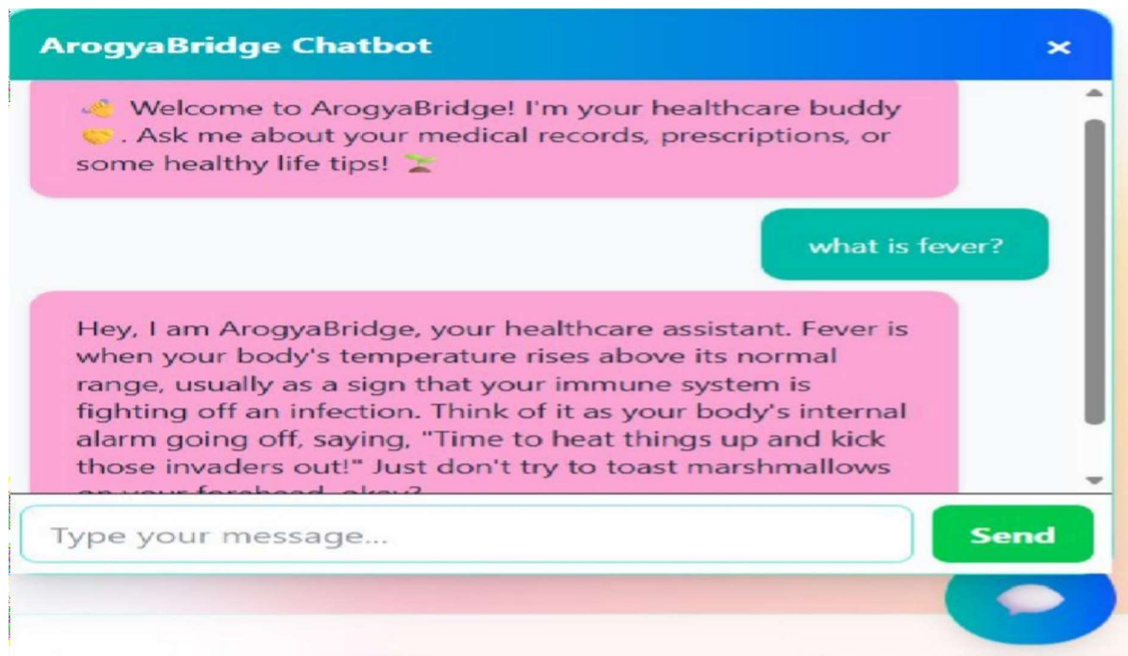 ArogyaBridge Chatbot
×
👋 Welcome to ArogyaBridge! I'm your healthcare buddy
🤝. Ask me about your medical records, prescriptions, or
some healthy life tips! 🌱
what is fever?
Hey, I am ArogyaBridge, your healthcare assistant. Fever is
when your body's temperature rises above its normal
range, usually as a sign that your immune system is
fighting off an infection. Think of it as your body's internal
alarm going off, saying, "Time to heat things up and kick
those invaders out!" Just don't try to toast marshmallows
on your forehead, okay?
Type your message...
Send